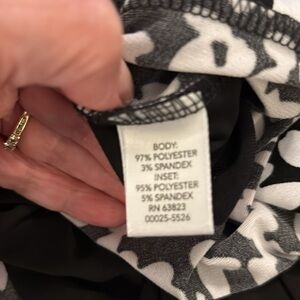 BODY:
97% POLYESTER
3% SPANDEX
INSET:
95% POLYESTER
5% SPANDEX
RN 63823
00025-5526